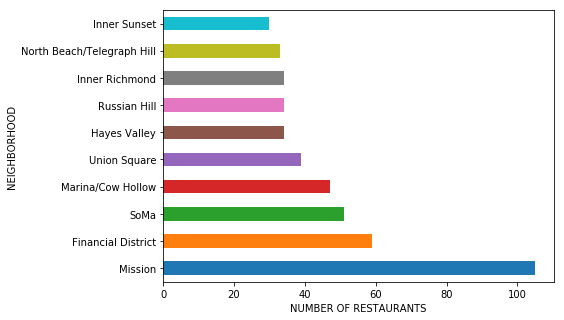 Inner Sunset
North Beach/Telegraph Hill
Inner Richmond
Russian Hill
Hayes Valley
Union Square
Marina/Cow Hollow
SoMa
Financial District
Mission
NEIGHBORHOOD
0 20 40 60 80 100
NUMBER OF RESTAURANTS